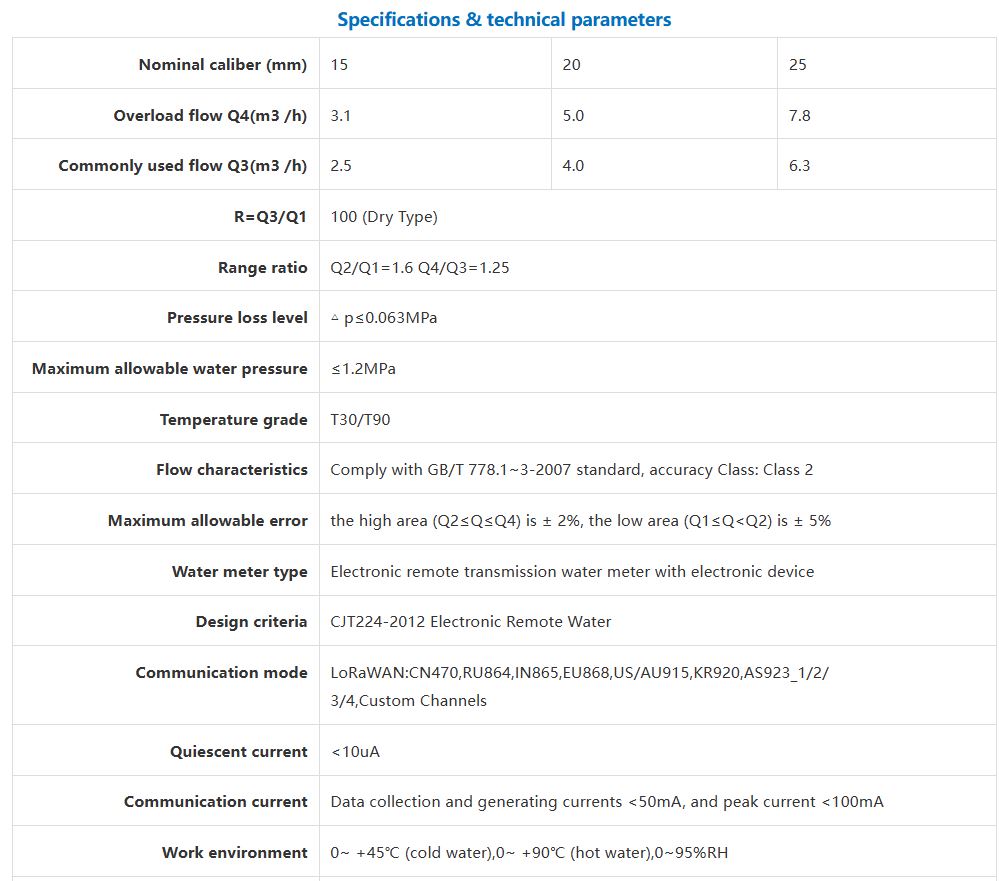 Specifications & technical parameters
Nominal caliber (mm) 15 20 25
Overload flow Q4(m3 /h) 3.1 5.0 7.8
Commonly used flow Q3(m3 /h) 2.5 4.0 6.3
R=Q3/Q1 100 (Dry Type)
Range ratio Q2/Q1=1.6 Q4/Q3=1.25
Pressure loss level △ p≤0.063MPa
Maximum allowable water pressure ≤1.2MPa
Temperature grade T30/T90
Flow characteristics Comply with GB/T 778.1~3-2007 standard, accuracy Class: Class 2
Maximum allowable error the high area (Q2≤Q≤Q4) is ± 2%, the low area (Q1≤Q<Q2) is ± 5%
Water meter type Electronic remote transmission water meter with electronic device
Design criteria CJT224-2012 Electronic Remote Water
Communication mode LoRaWAN:CN470,RU864,IN865,EU868,US/AU915,KR920,AS923_1/2/
3/4,Custom Channels
Quiescent current <10uA
Communication current Data collection and generating currents <50mA, and peak current <100mA
Work environment 0~ +45℃ (cold water),0~ +90℃ (hot water),0~95%RH